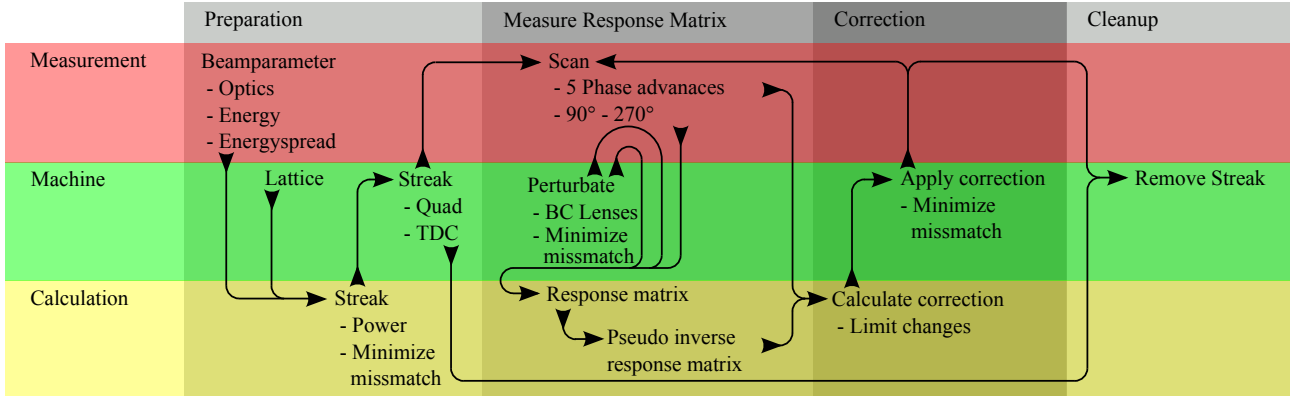 Preparation
Measure Response Matrix
Correction
Cleanup
Measurement
Beamparameter
- Optics
- Energy
- Energyspread
Scan
- 5 Phase advanaces
- 90° - 270°
Machine
Lattice
Streak
- Quad
- TDC
Perturbate
- BC Lenses
- Minimize
missmatch
Apply correction
- Minimize
missmatch
Remove Streak
Calculation
Streak
- Power
- Minimize
missmatch
Response matrix
Pseudo inverse
response matrix
Calculate correction
- Limit changes